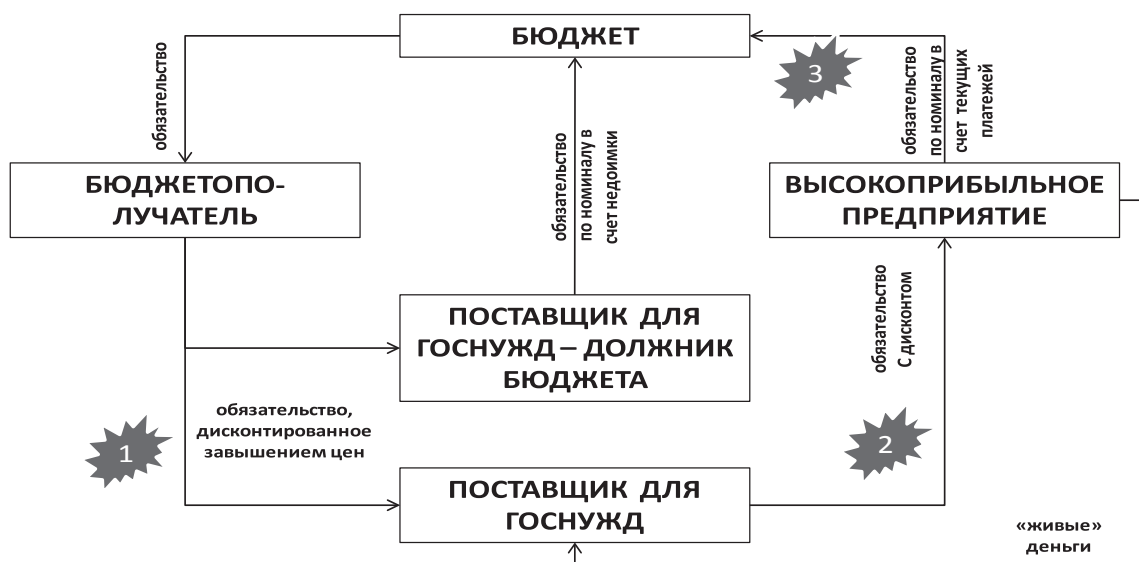 БЮДЖЕТ
3
обязательство
обязательство
по номиналу в
счет текущих
платежей
БЮДЖЕТОПО-
ЛУЧАТЕЛЬ
обязательство
по номиналу в
счет недоимки
ВЫСОКОПРИБЫЛЬНОЕ
ПРЕДПРИЯТИЕ
ПОСТАВЩИК ДЛЯ
ГОСНУЖД – ДОЛЖНИК
БЮДЖЕТА
обязательство
С дисконтом
обязательство,
дисконтированное
завышением цен
1
2
ПОСТАВЩИК ДЛЯ
ГОСНУЖД
«живые»
деньги